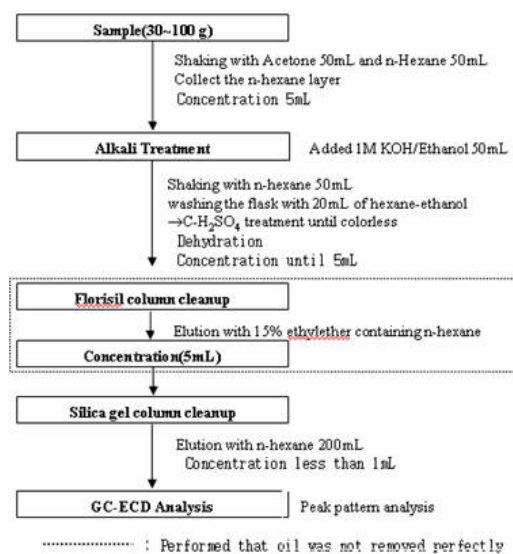 Sample(30~100 g)
Shaking with Acetone 50mL and n-Hexane 50mL
Collect the n-hexane layer
Concentration 5mL
Alkali Treatment
Added 1M KOH/Ethanol 50mL
Shaking with n-hexane 50mL
washing the flask with 20mL of hexane-ethanol
→C-H₂SO₄ treatment until colorless
Dehydration
Concentration until 5mL
Florisil column cleanup
Elution with 15% ethylether containing n-hexane
Concentration(5mL)
Silica gel column cleanup
Elution with n-hexane 200mL
Concentration less than 1mL
GC-ECD Analysis
Peak pattern analysis
: Performed that oil was not removed perfectly